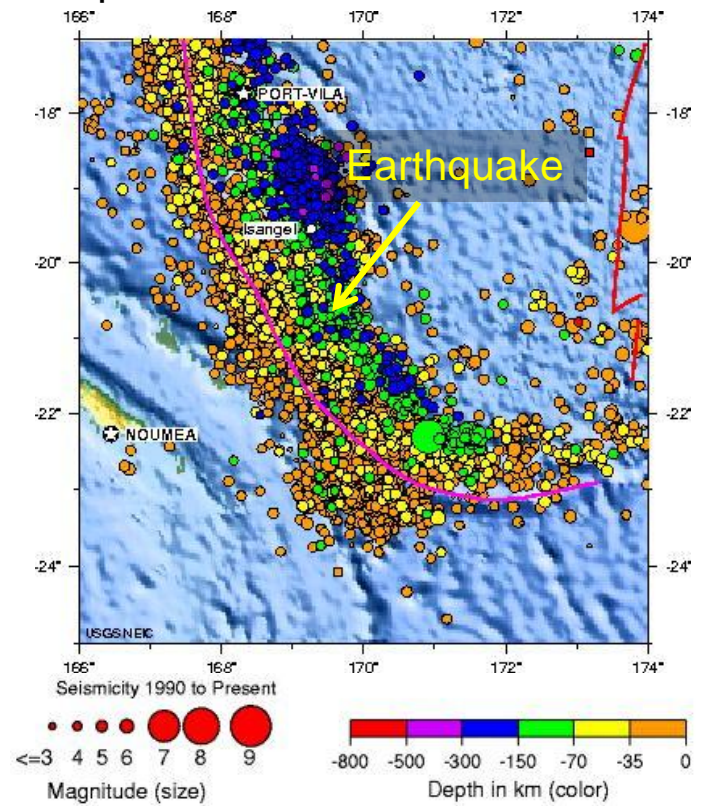 166° 168° 170° 172° 174°
-16°
PORT-VILA
-18°
Earthquake
Isangel
-20°
-22°
NOUMEA
-24°
USGS NEIC
166° 168° 170° 172° 174°
Seismicity 1990 to Present
<=3 4 5 6 7 8 9
Magnitude (size)
-800 -500 -300 -150 -70 -35 0
Depth in km (color)
-16°
-18°
-20°
-22°
-24°